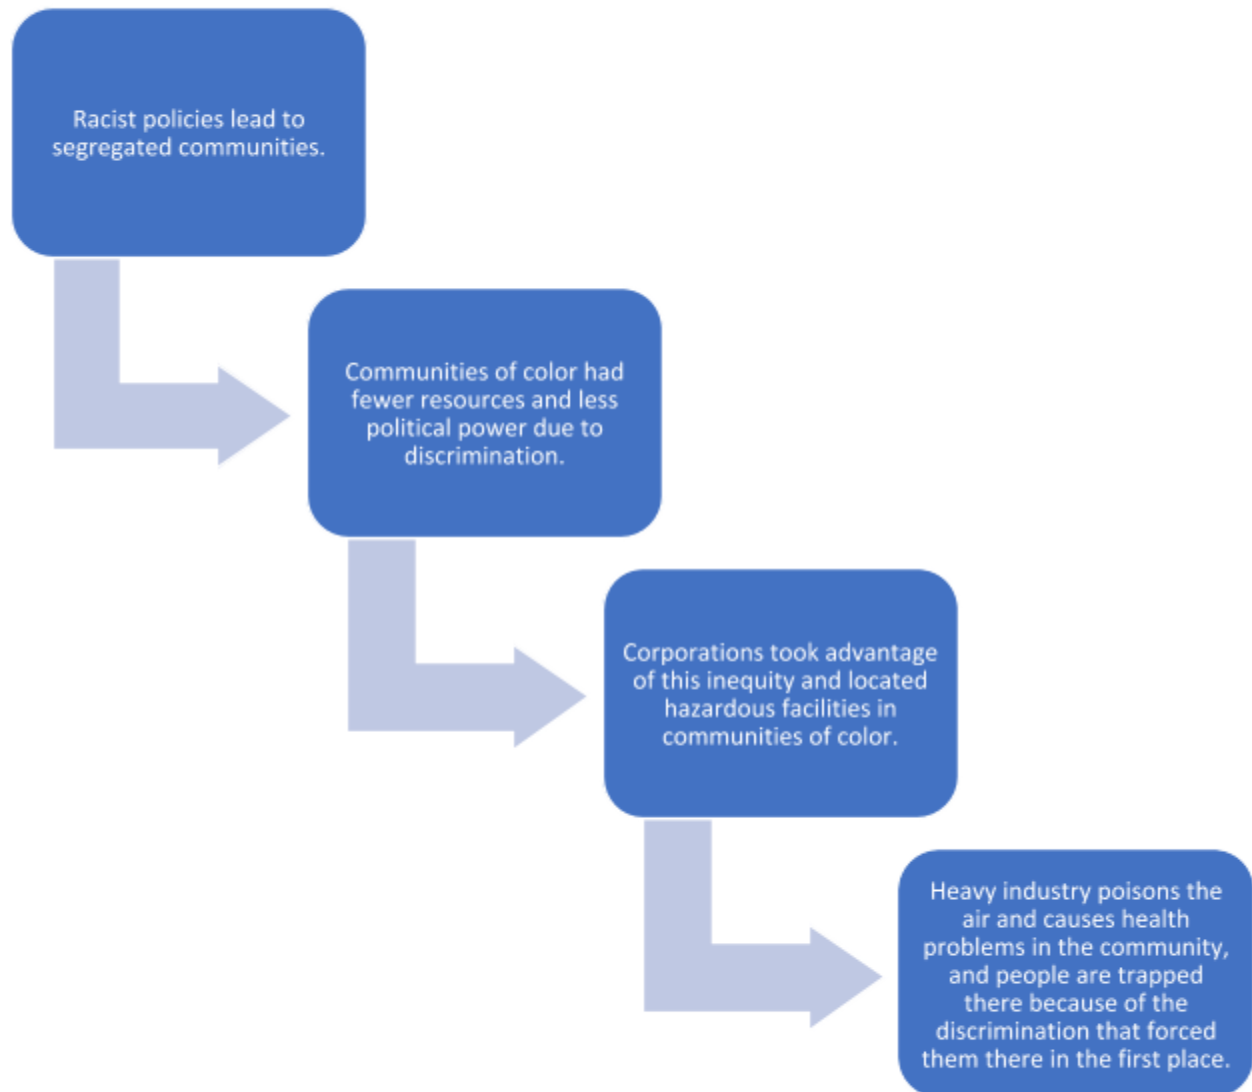 Racist policies lead to
segregated communities.
Communities of color had
fewer resources and less
political power due to
discrimination.
Corporations took advantage
of this inequity and located
hazardous facilities in
communities of color.
Heavy industry poisons the
air and causes health
problems in the community,
and people are trapped
there because of the
discrimination that forced
them there in the first place.